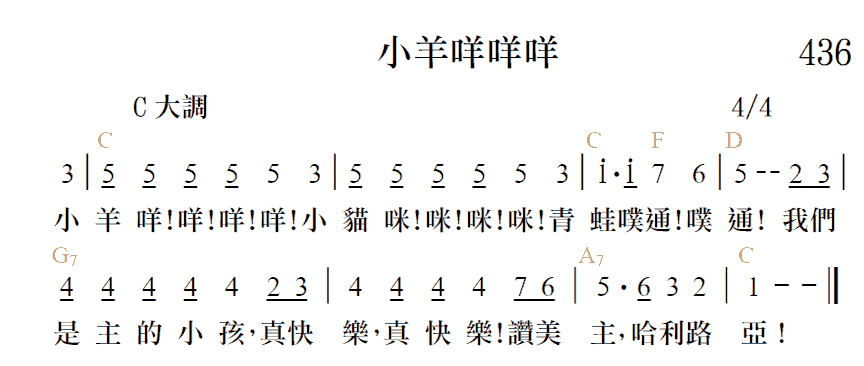 小羊咩咩咩 436
C 大調 4/4
C C F D
3 | 5 5 5 5 5 3 | 5 5 5 5 5 3 | i·i 7 6 | 5 -- 2 3 |
小 羊 咩!咩!咩!咩!小 貓 咪!咪!咪!咪!青 蛙噗通!噗 通! 我們
G7 A7 C
4 4 4 4 4 2 3 | 4 4 4 4 7 6 | 5 · 6 3 2 | 1 - - ‖
是 主 的 小 孩,真快 樂,真 快 樂!讚美 主,哈利路 亞!